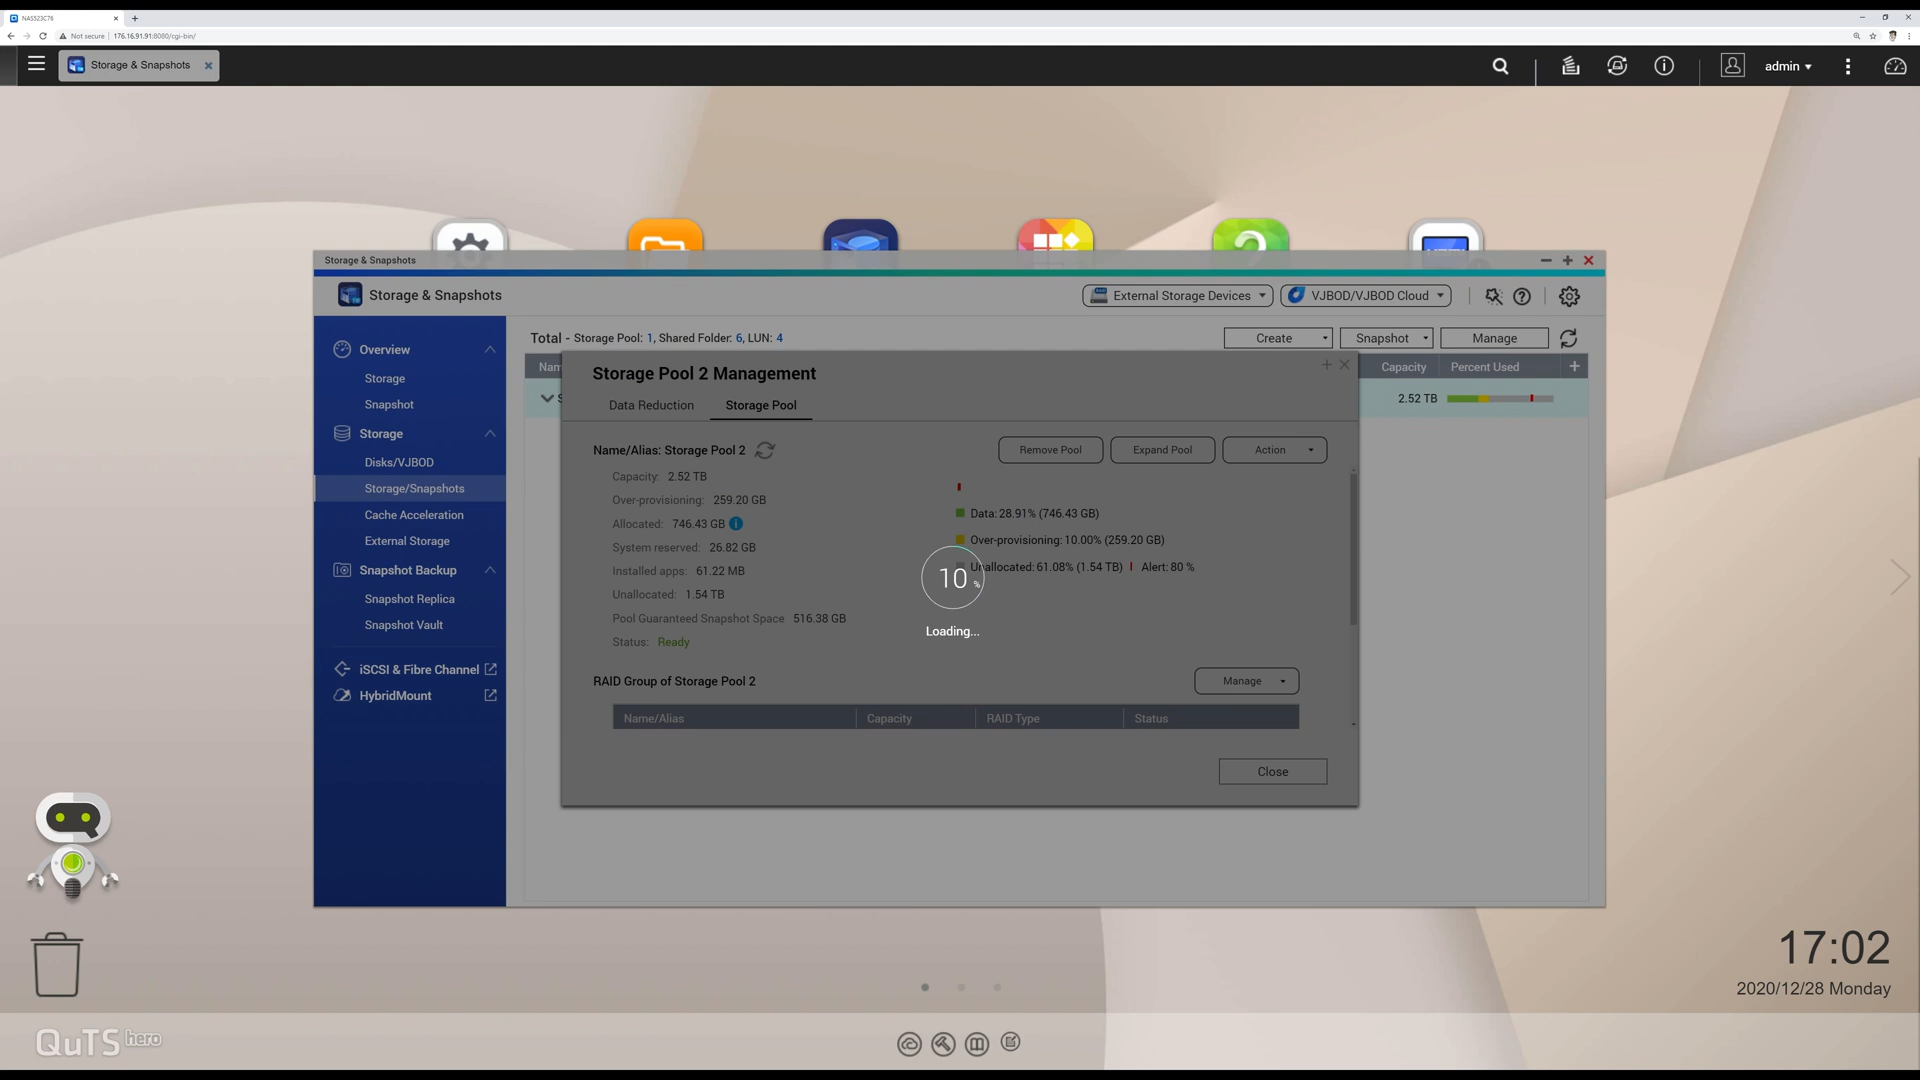 NAS523C76
Not secure
176.16.91.91:8080/cgi-bin/
Storage & Snapshots
admin
Storage & Snapshots
Storage & Snapshots
External Storage Devices
VJBOD/VJBOD Cloud
Overview
Storage
Snapshot
Storage
Disks/VJBOD
Storage/Snapshots
Cache Acceleration
External Storage
Snapshot Backup
Snapshot Replica
Snapshot Vault
iSCSI & Fibre Channel
HybridMount
Total - Storage Pool: 1, Shared Folder: 6, LUN: 4
Create
Snapshot
Manage
Nam
Capacity
Percent Used
2.52 TB
Storage Pool 2 Management
Data Reduction
Storage Pool
Name/Alias: Storage Pool 2
Remove Pool
Expand Pool
Action
Capacity: 2.52 TB
Over-provisioning: 259.20 GB
Allocated: 746.43 GB
System reserved: 26.82 GB
Installed apps: 61.22 MB
Unallocated: 1.54 TB
Pool Guaranteed Snapshot Space 516.38 GB
Status: Ready
Data: 28.91% (746.43 GB)
Over-provisioning: 10.00% (259.20 GB)
Unallocated: 61.08% (1.54 TB)
Alert: 80 %
10 %
Loading...
RAID Group of Storage Pool 2
Manage
Name/Alias
Capacity
RAID Type
Status
Close
17:02
2020/12/28 Monday
QuTS hero